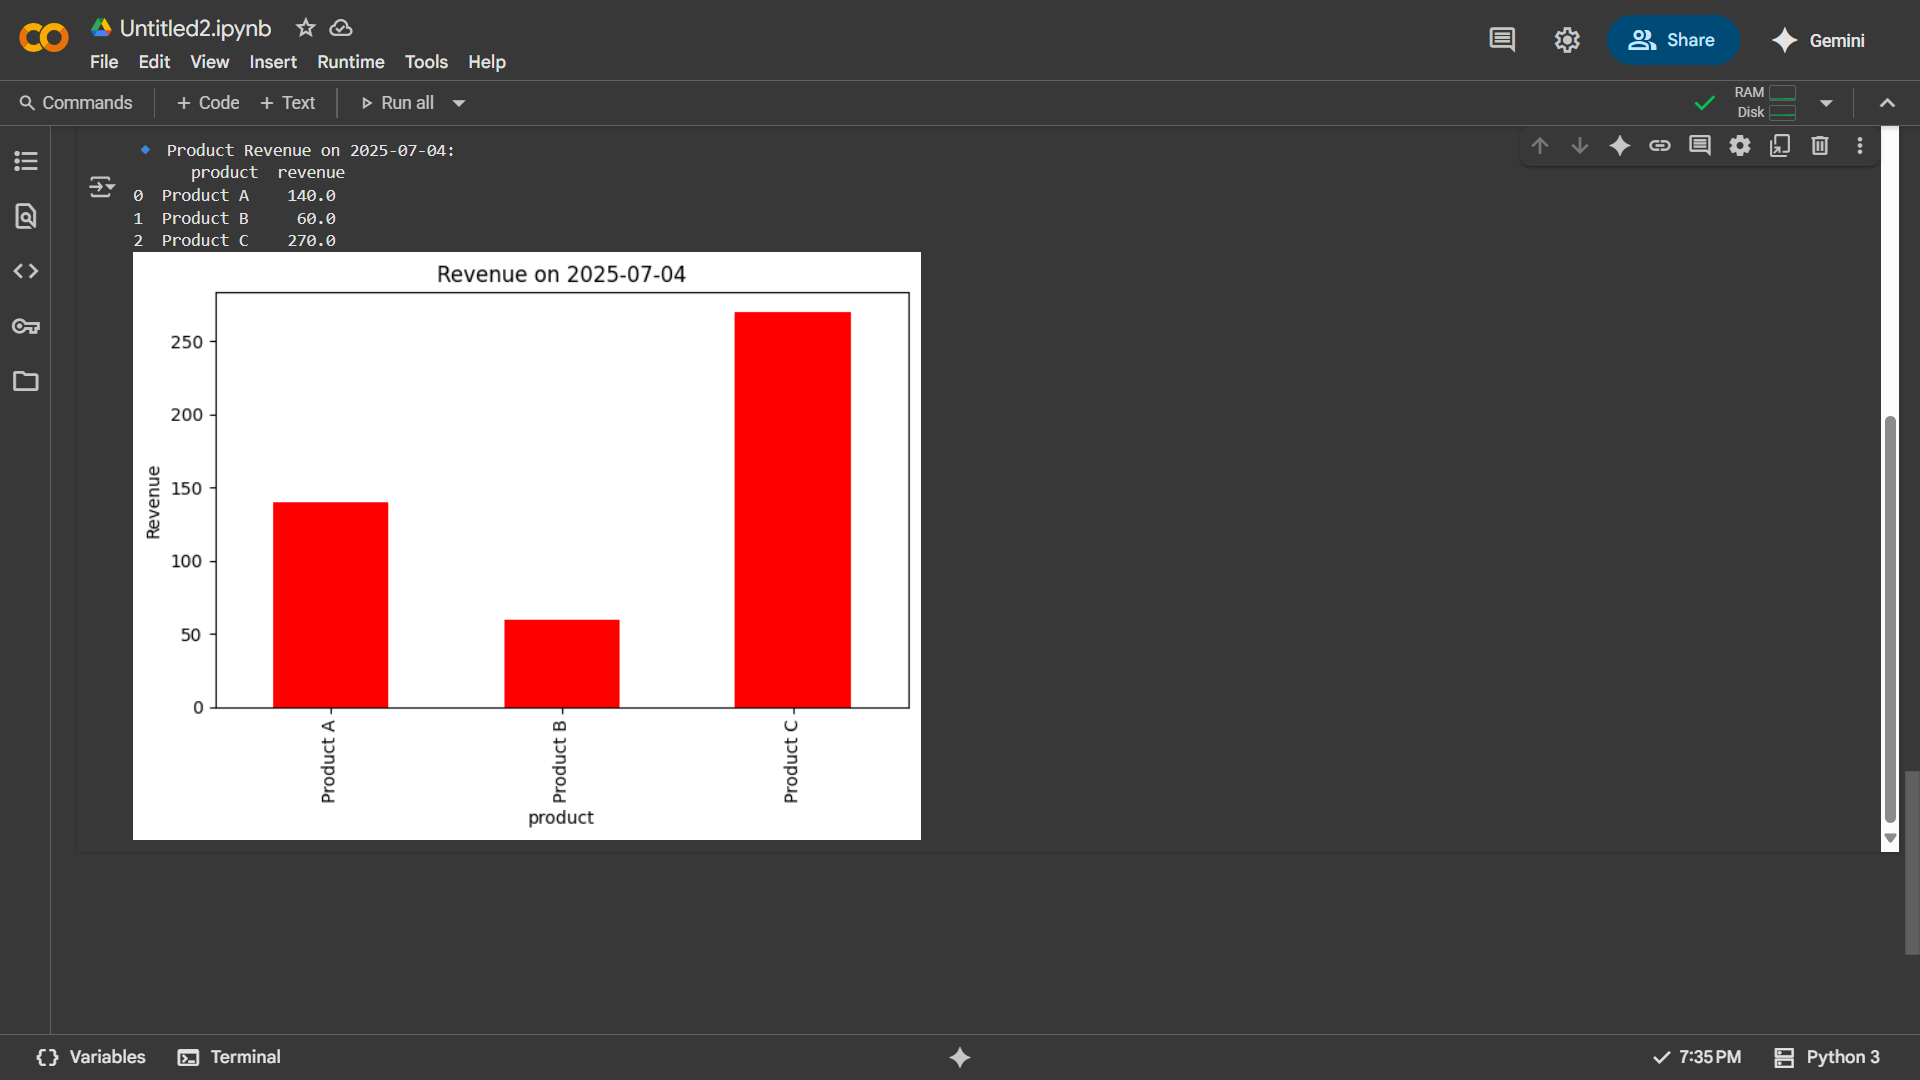 Untitled2.ipynb
File Edit View Insert Runtime Tools Help
Share
Gemini
Commands + Code + Text Run all
RAM
Disk
Product Revenue on 2025-07-04:
product revenue
0 Product A 140.0
1 Product B 60.0
2 Product C 270.0
Revenue on 2025-07-04
250
200
150
100
50
0
Revenue
Product A
Product B
Product C
product
Variables Terminal
7:35 PM Python 3